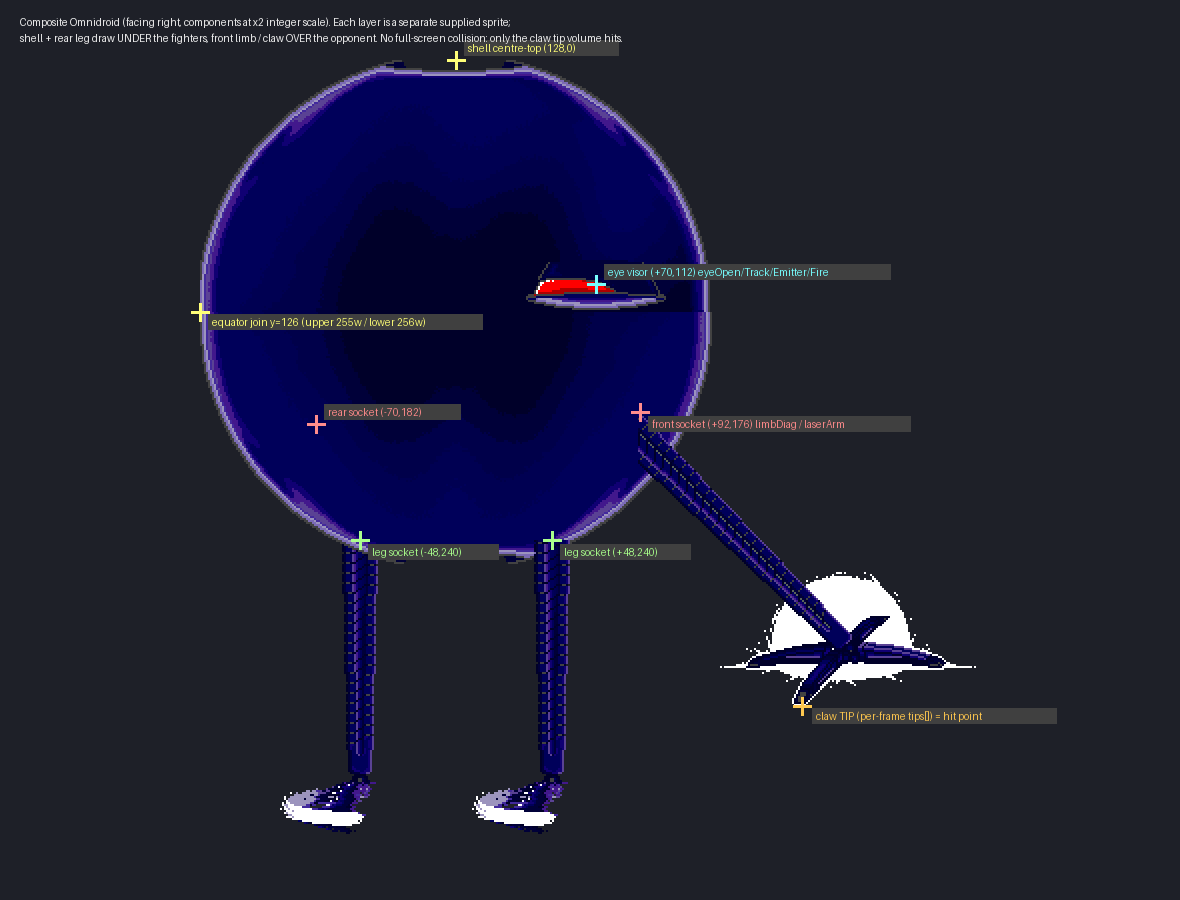 Composite Omnidroid (facing right, components at x2 integer scale). Each layer is a separate supplied sprite;
shell + rear leg draw UNDER the fighters, front limb / claw OVER the opponent. No full-screen collision: only the claw tip volume hits.
shell centre-top (128,0)
eye visor (+70,112) eyeOpen/Track/Emitter/Fire
equator join y=126 (upper 255w / lower 256w)
rear socket (-70,182)
front socket (+92,176) limbDiag / laserArm
leg socket (-48,240)
leg socket (+48,240)
claw TIP (per-frame tips[]) = hit point